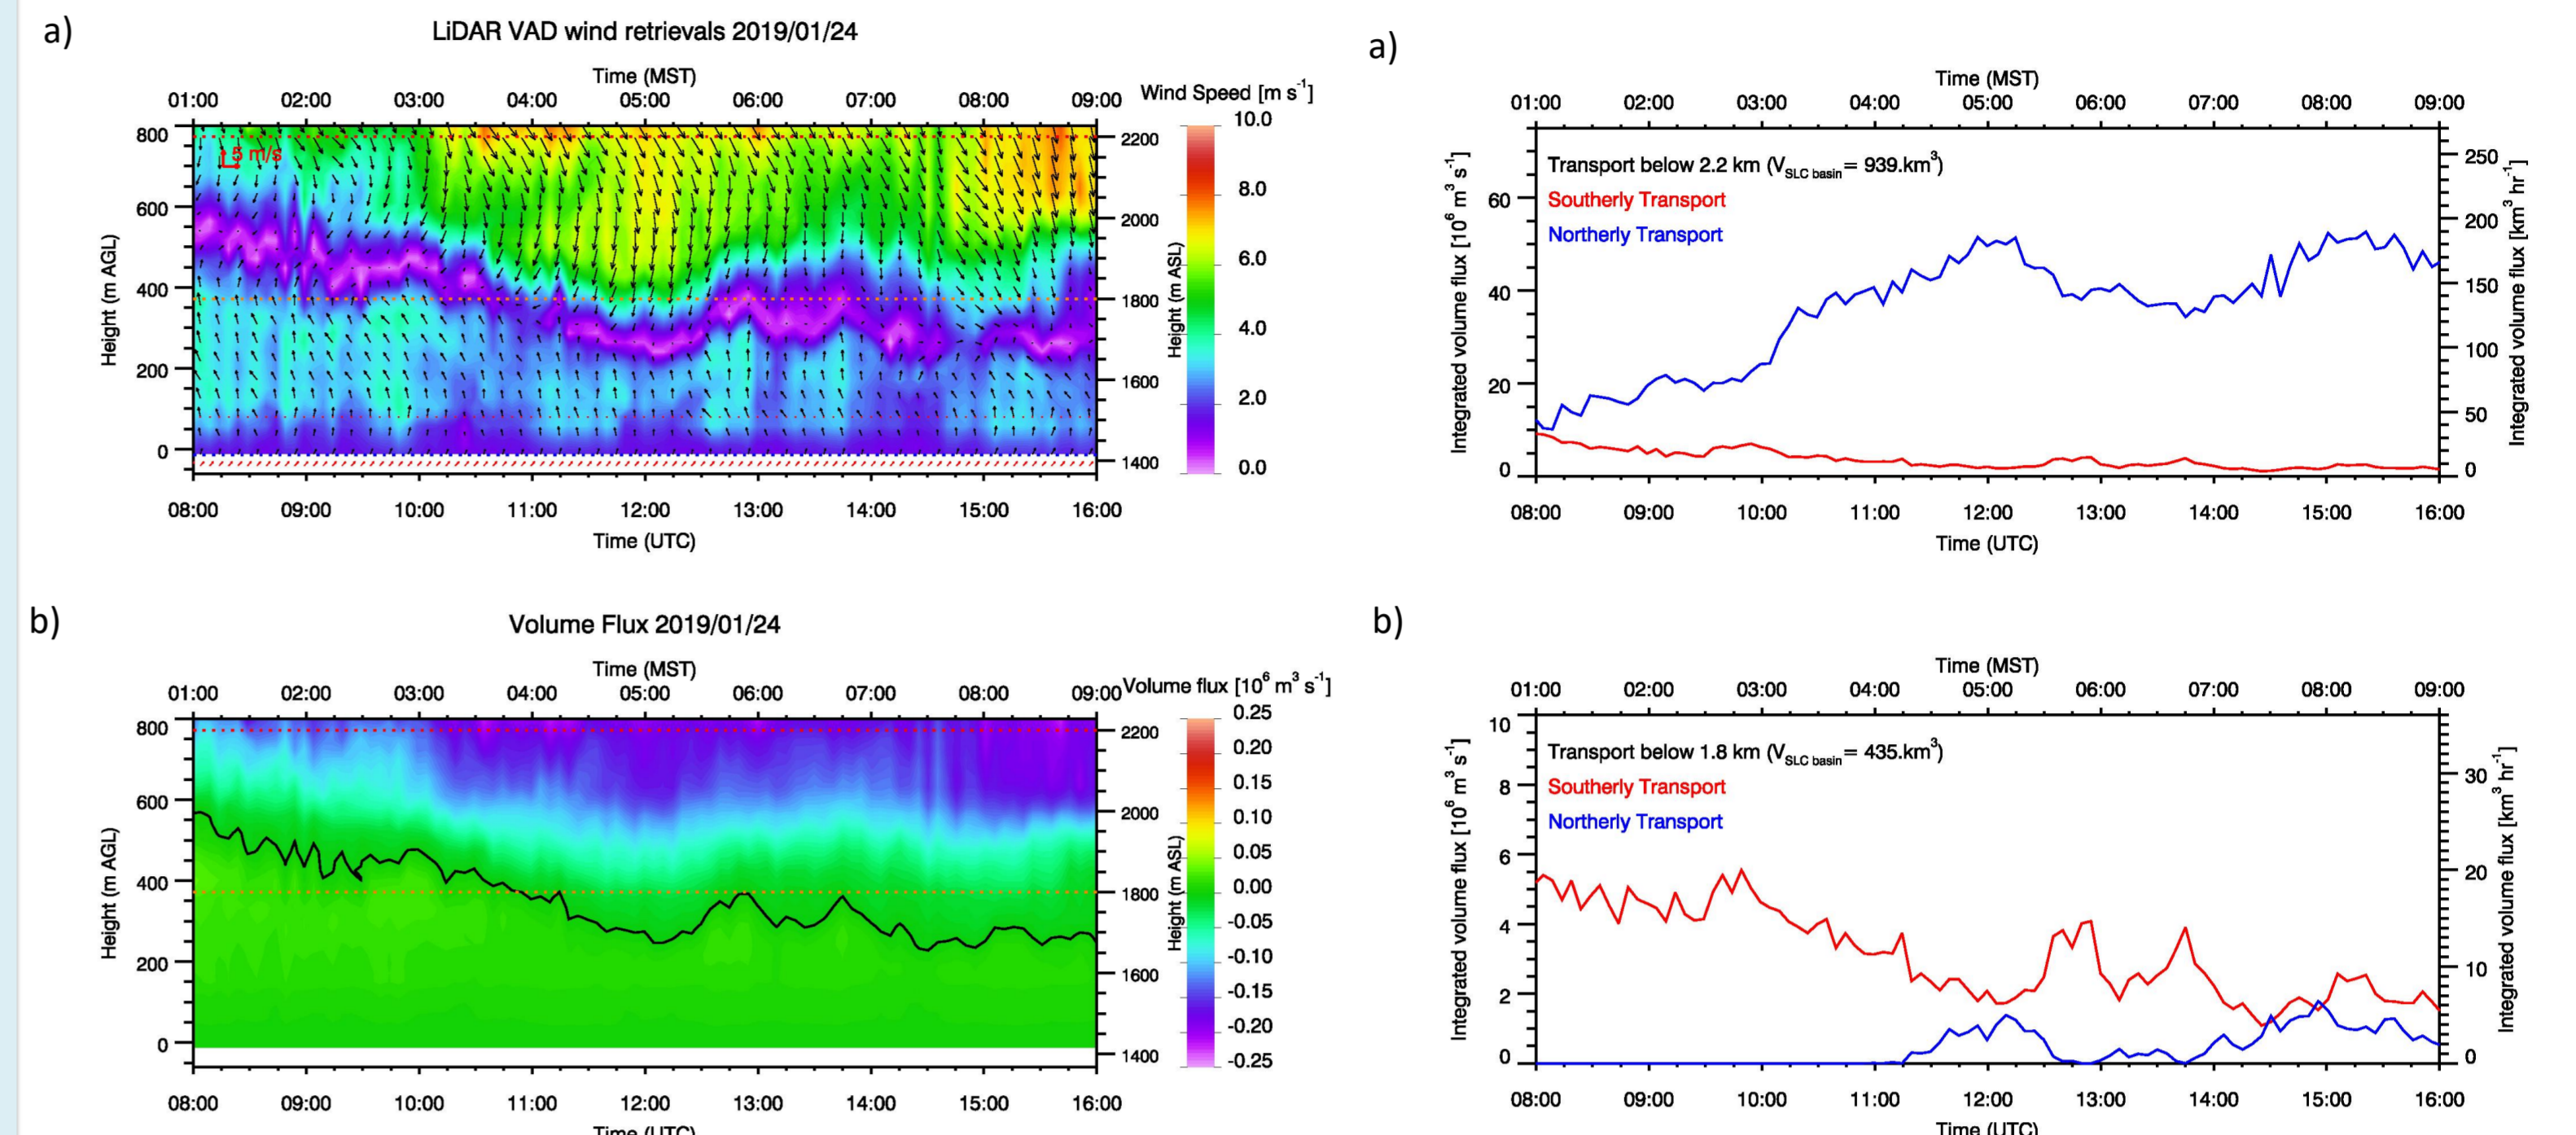 a)
LiDAR VAD wind retrievals 2019/01/24
Time (MST)
01:00 02:00 03:00 04:00 05:00 06:00 07:00 08:00 09:00
Wind Speed [m s⁻¹]
5 m/s
Height (m AGL)
800
600
400
200
0
Height (m ASL)
2200
2000
1800
1600
1400
10.0
8.0
6.0
4.0
2.0
0.0
08:00 09:00 10:00 11:00 12:00 13:00 14:00 15:00 16:00
Time (UTC)
b)
Volume Flux 2019/01/24
Time (MST)
01:00 02:00 03:00 04:00 05:00 06:00 07:00 08:00 09:00
Volume flux [10⁶ m³ s⁻¹]
Height (m AGL)
800
600
400
200
0
Height (m ASL)
2200
2000
1800
1600
1400
0.25
0.20
0.15
0.10
0.05
0.00
-0.05
-0.10
-0.15
-0.20
-0.25
08:00 09:00 10:00 11:00 12:00 13:00 14:00 15:00 16:00
Time (UTC)
a)
Time (MST)
01:00 02:00 03:00 04:00 05:00 06:00 07:00 08:00 09:00
Transport below 2.2 km (V SLC basin = 939.km³)
Southerly Transport
Northerly Transport
Integrated volume flux [10⁶ m³ s⁻¹]
60
40
20
0
Integrated volume flux [km³ hr⁻¹]
250
200
150
100
50
0
08:00 09:00 10:00 11:00 12:00 13:00 14:00 15:00 16:00
Time (UTC)
b)
Time (MST)
01:00 02:00 03:00 04:00 05:00 06:00 07:00 08:00 09:00
Transport below 1.8 km (V SLC basin = 435.km³)
Southerly Transport
Northerly Transport
Integrated volume flux [10⁶ m³ s⁻¹]
10
8
6
4
2
0
Integrated volume flux [km³ hr⁻¹]
30
20
10
0
08:00 09:00 10:00 11:00 12:00 13:00 14:00 15:00 16:00
Time (UTC)